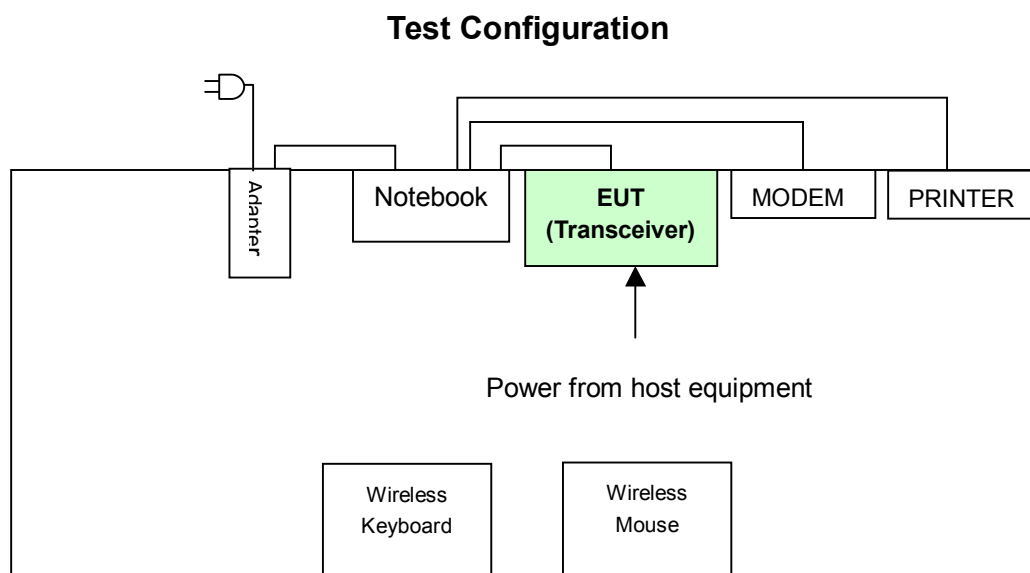 Test Configuration
Adapter
Notebook
EUT
(Transceiver)
MODEM
PRINTER
Power from host equipment
Wireless
Keyboard
Wireless
Mouse